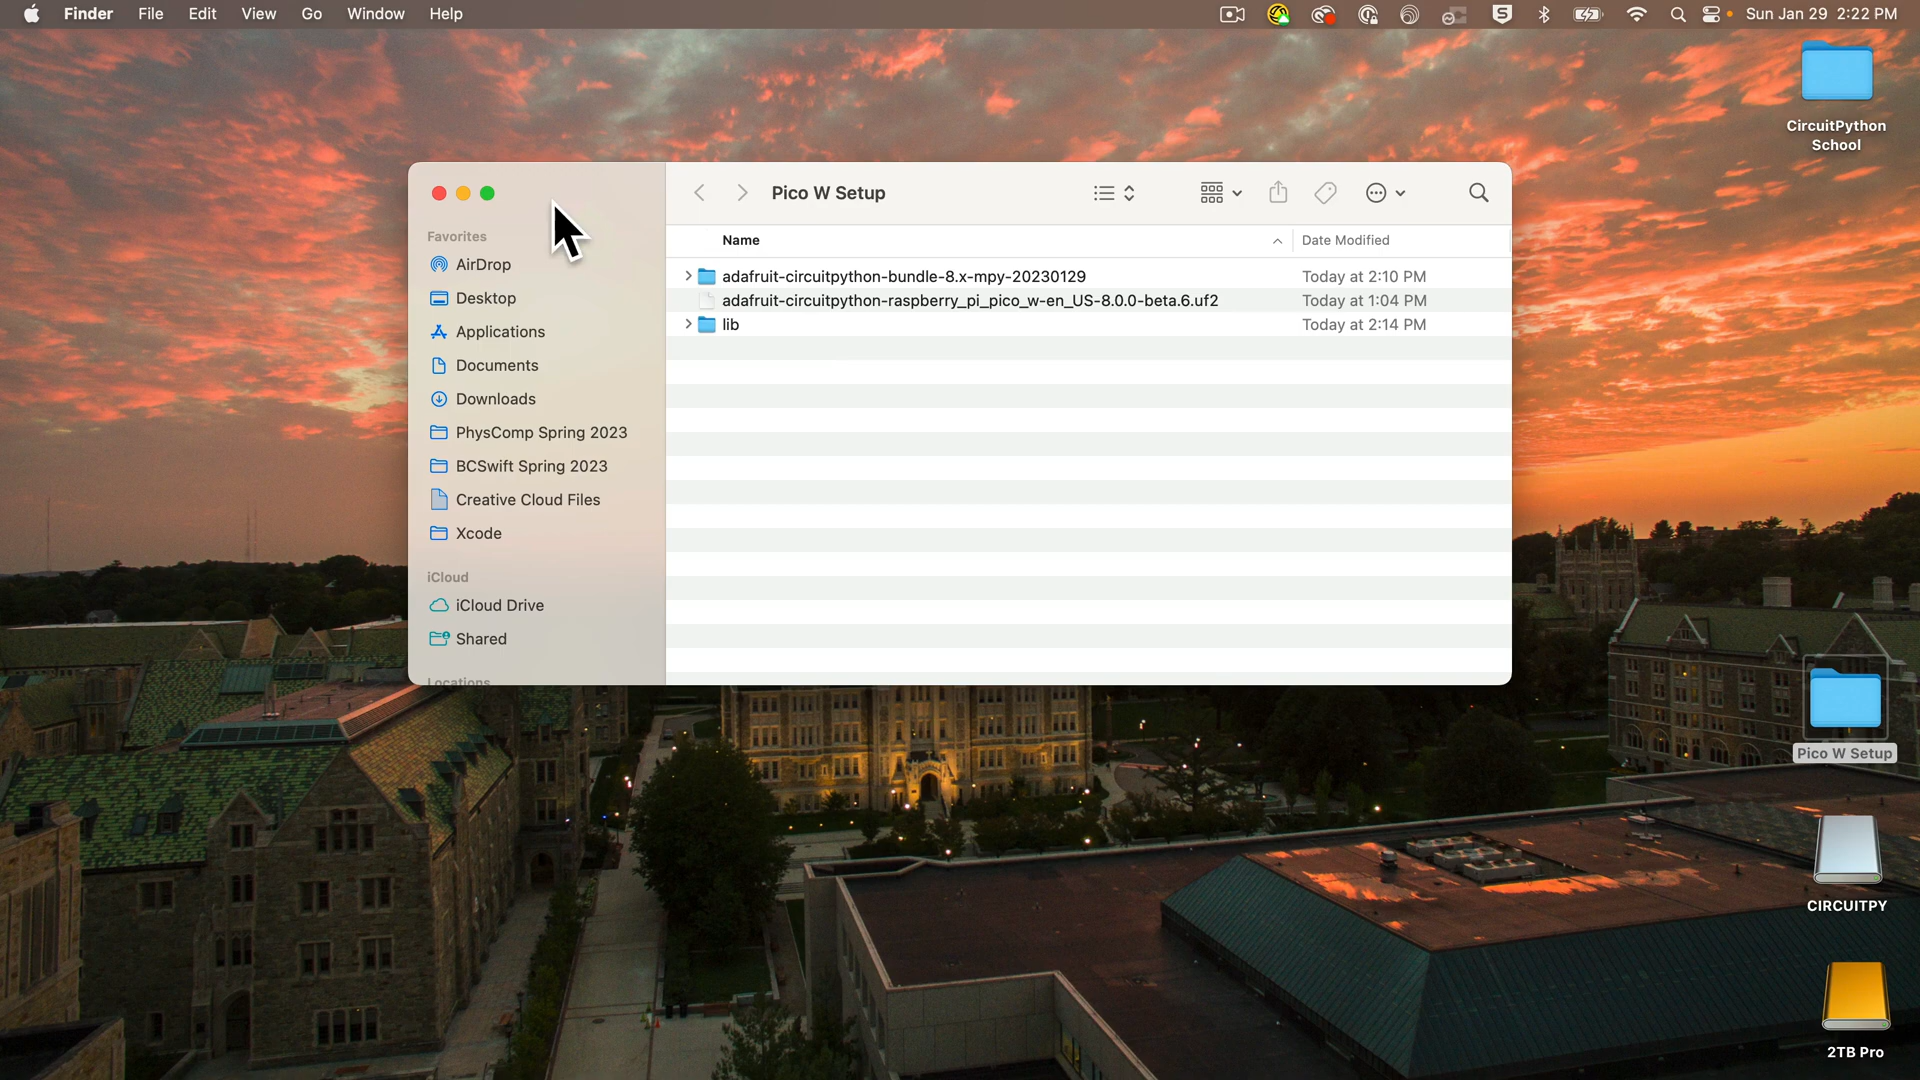 Finder File Edit View Go Window Help
Sun Jan 29 2:22 PM
CircuitPython
School
Pico W Setup
Favorites
AirDrop
Desktop
Applications
Documents
Downloads
PhysComp Spring 2023
BCSwift Spring 2023
Creative Cloud Files
Xcode
iCloud
iCloud Drive
Shared
Locations
Name Date Modified
adafruit-circuitpython-bundle-8.x-mpy-20230129 Today at 2:10 PM
adafruit-circuitpython-raspberry_pi_pico_w-en_US-8.0.0-beta.6.uf2 Today at 1:04 PM
lib Today at 2:14 PM
Pico W Setup
CIRCUITPY
2TB Pro